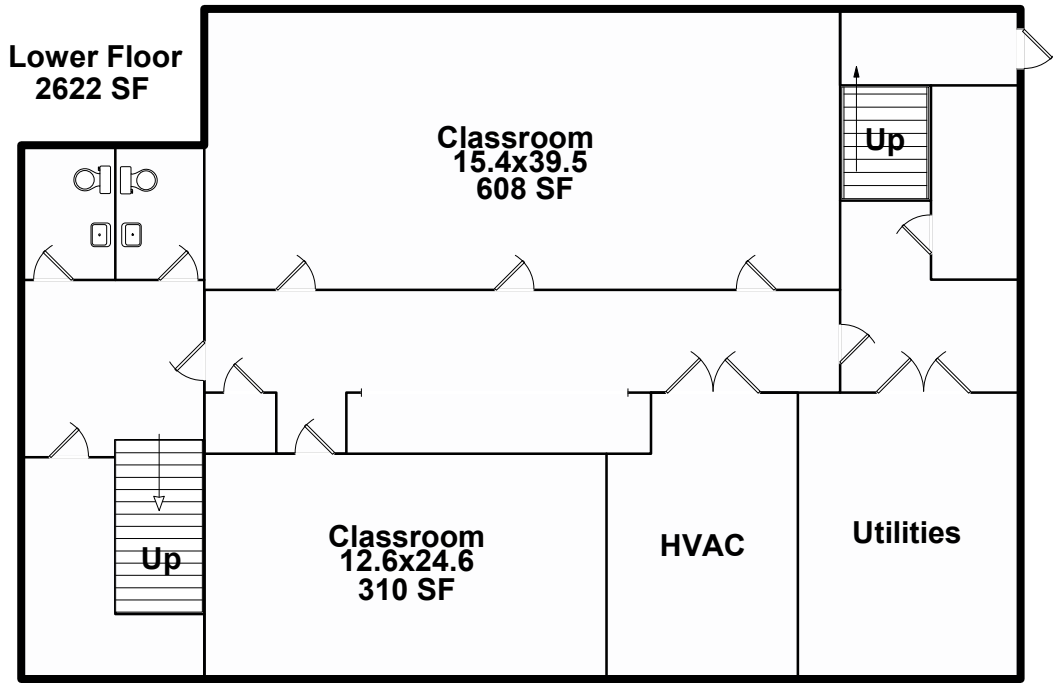 Lower Floor
2622 SF
Classroom
15.4x39.5
608 SF
Up
Up
Classroom
12.6x24.6
310 SF
HVAC
Utilities